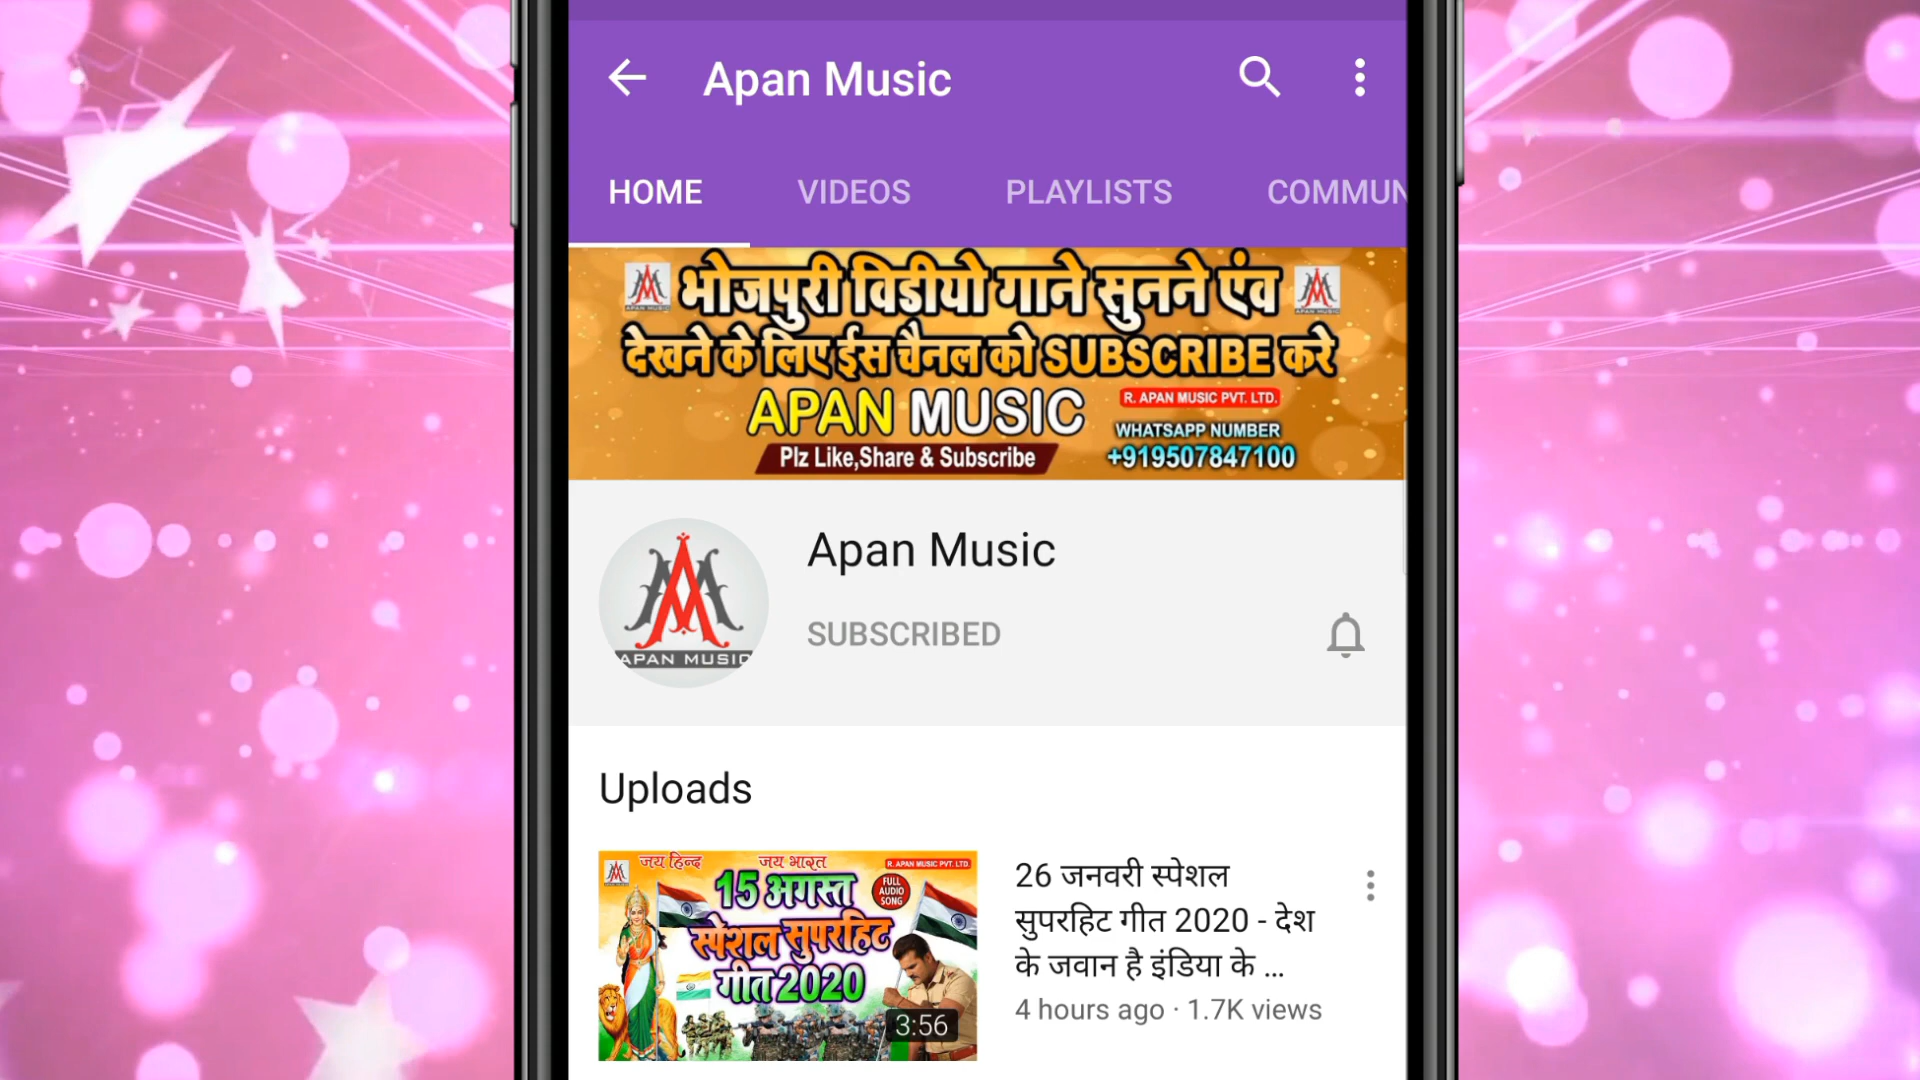 Apan Music
HOME VIDEOS PLAYLISTS COMMUN
भोजपुरी विडीयो गाने सुनने एंव
देखने के लिए ईस चैनल को SUBSCRIBE करे
APAN MUSIC
R. APAN MUSIC PVT. LTD.
WHATSAPP NUMBER
+919507847100
Plz Like,Share & Subscribe
Apan Music
SUBSCRIBED
APAN MUSIC
Uploads
जय हिन्द जय भारत
R. APAN MUSIC PVT. LTD
15 अगस्त
FULL
AUDIO
SONG
स्पेशल सुपरहिट
गीत 2020
3:56
26 जनवरी स्पेशल
सुपरहिट गीत 2020 - देश
के जवान है इंडिया के ...
4 hours ago · 1.7K views